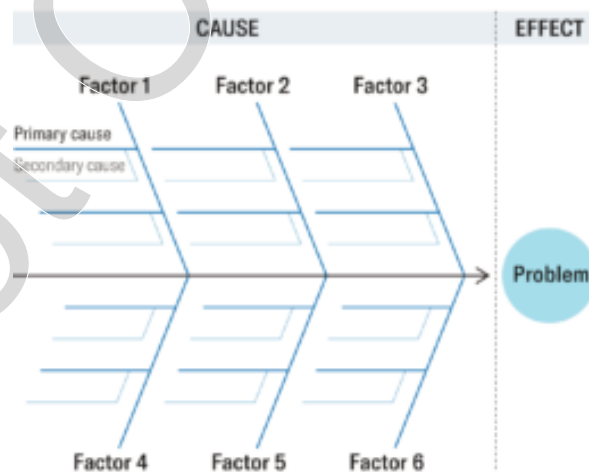 CAUSE EFFECT
Factor 1 Factor 2 Factor 3
Primary cause
Secondary cause
Problem
Factor 4 Factor 5 Factor 6